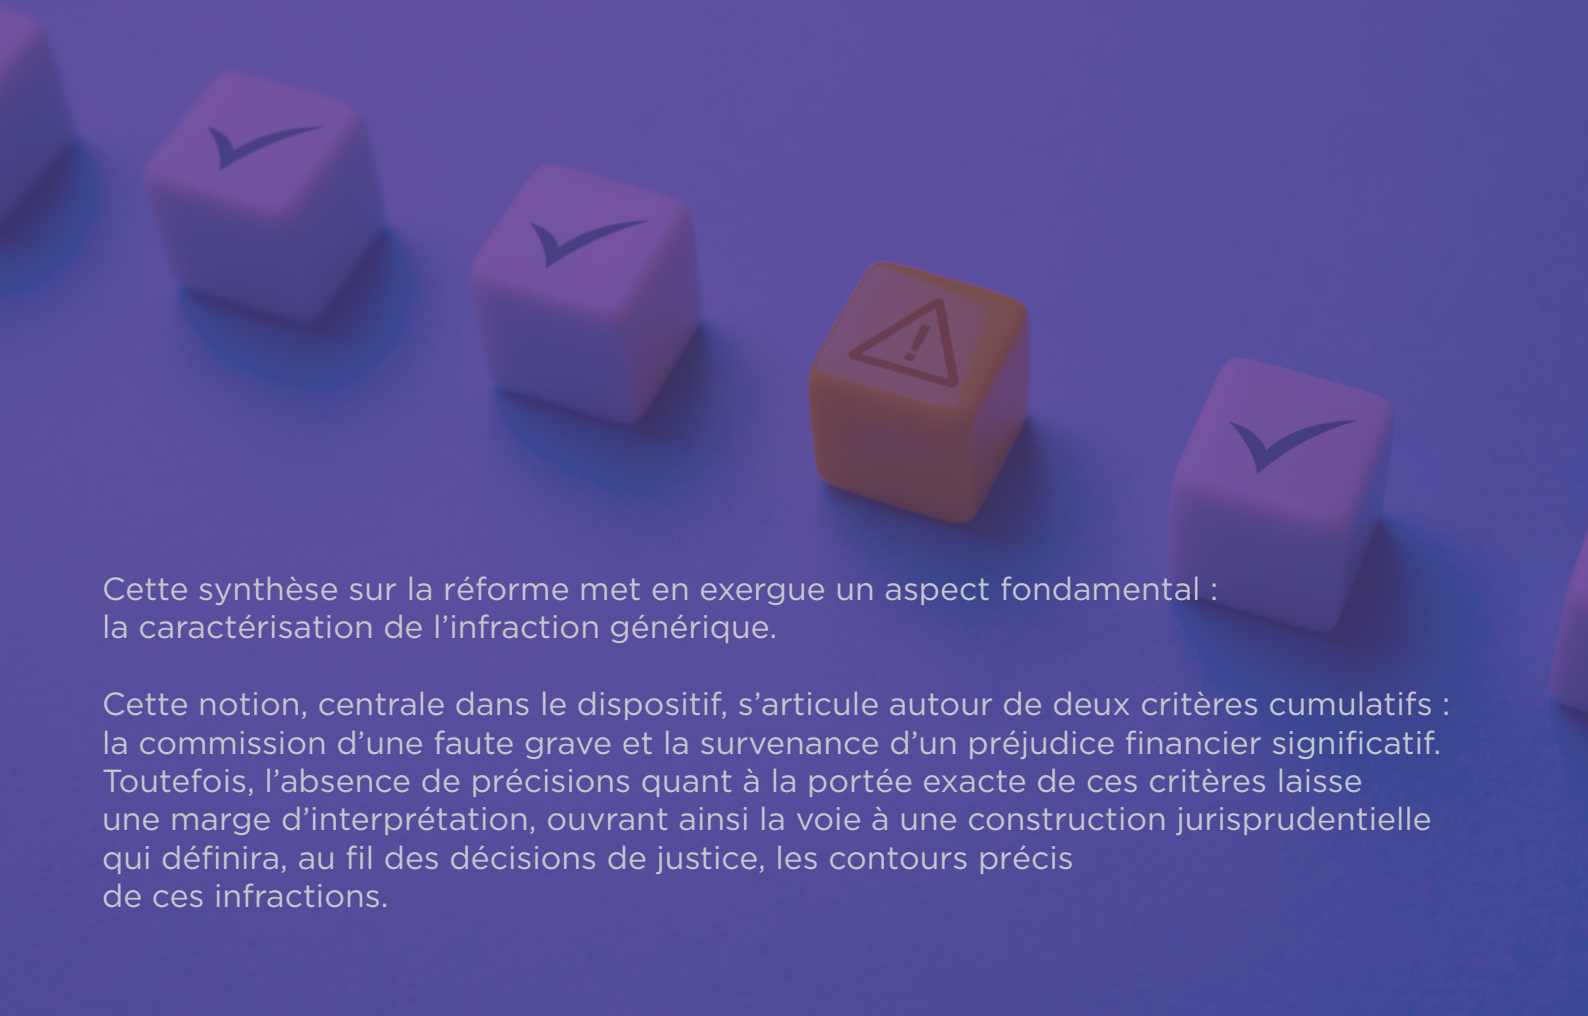 Cette synthèse sur la réforme met en exergue un aspect fondamental :
la caractérisation de l’infraction générique.
Cette notion, centrale dans le dispositif, s’articule autour de deux critères cumulatifs :
la commission d’une faute grave et la survenance d’un préjudice financier significatif.
Toutefois, l’absence de précisions quant à la portée exacte de ces critères laisse
une marge d’interprétation, ouvrant ainsi la voie à une construction jurisprudentielle
qui définira, au fil des décisions de justice, les contours précis
de ces infractions.